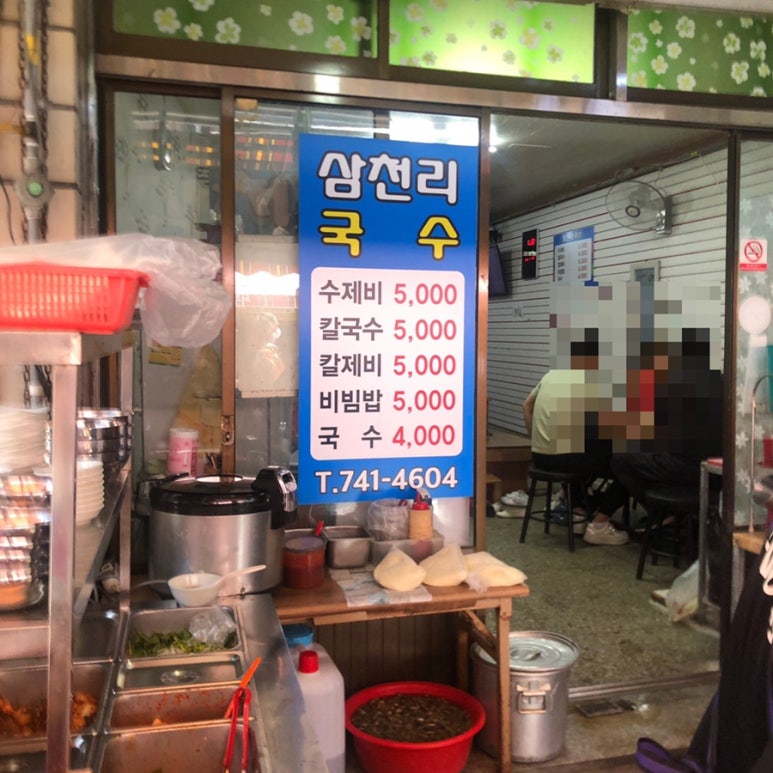 삼천리
국수
수제비 5,000
칼국수 5,000
칼제비 5,000
비빔밥 5,000
국수 4,000
T.741-4604